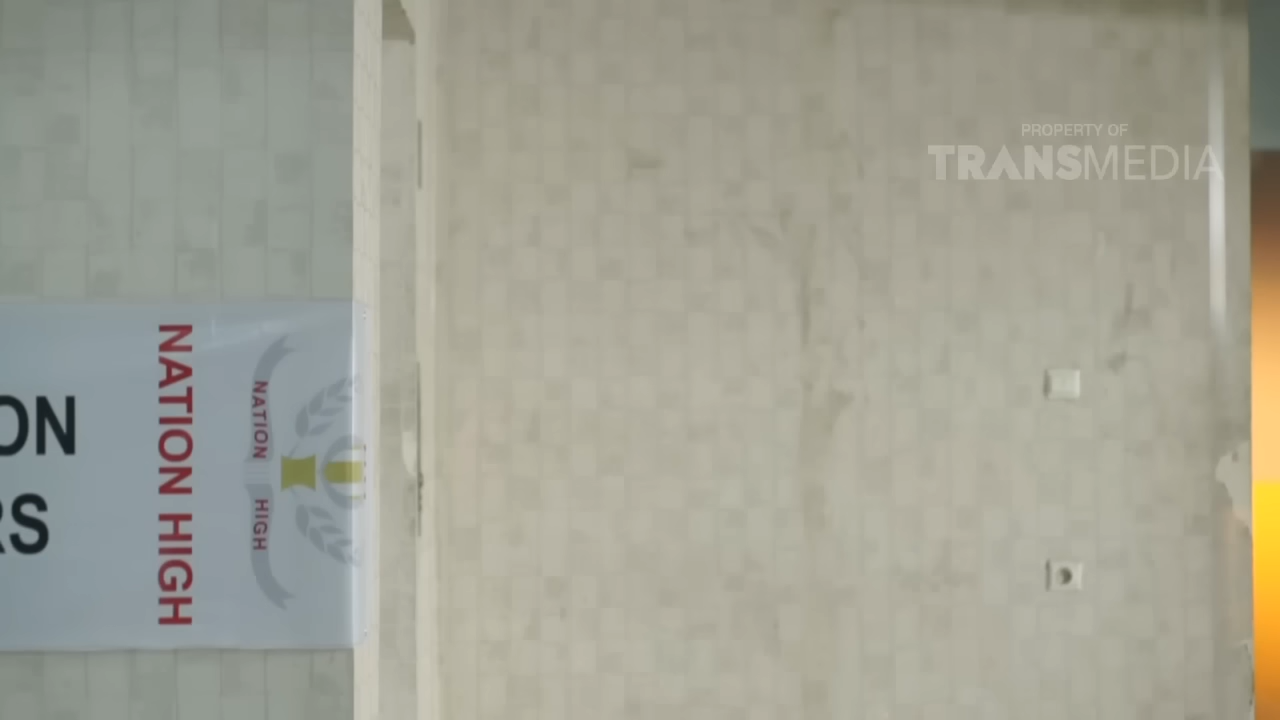 PROPERTY OF
TRANSMEDIA
ON
RS
NATION HIGH
NATION HIGH